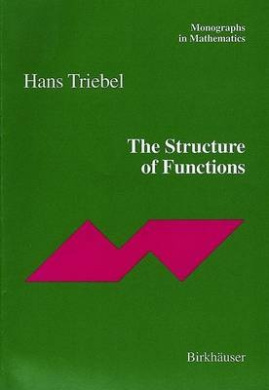 Monographs
in Mathematics
Hans Triebel
The Structure
of Functions
Birkhäuser